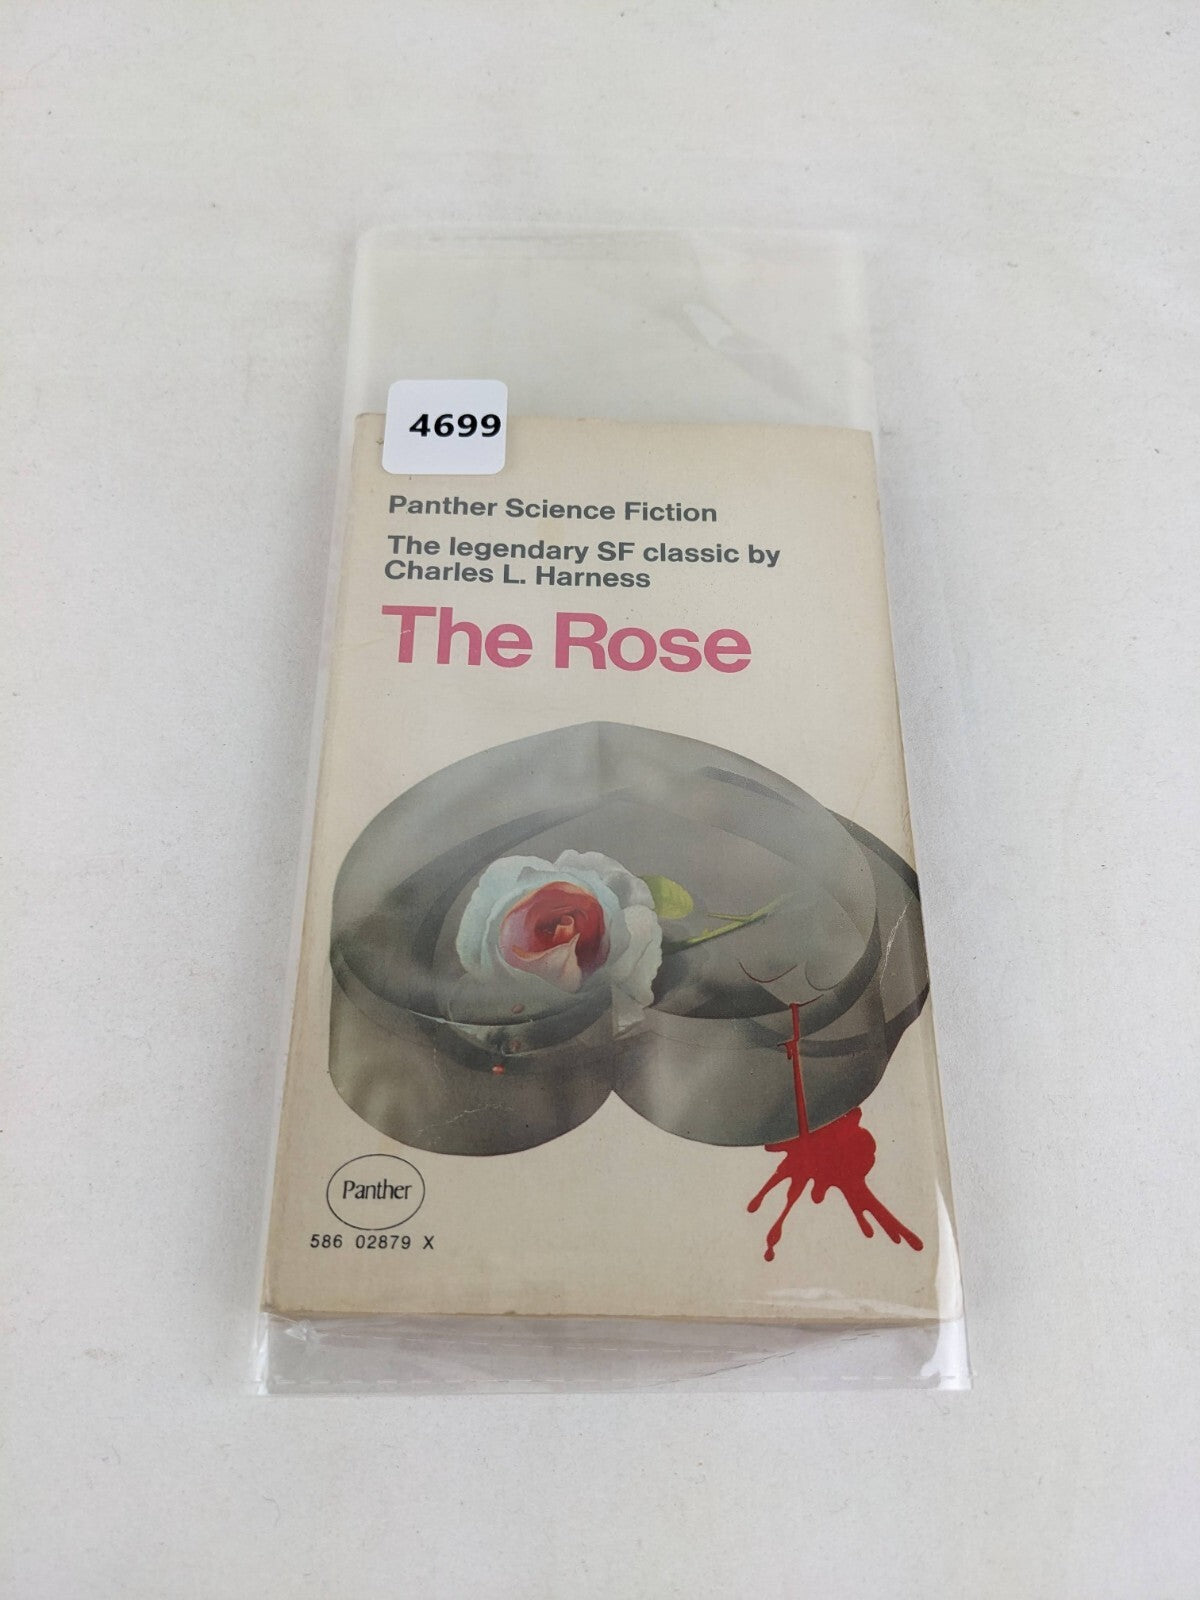 4699
Panther Science Fiction
The legendary SF classic by
Charles L. Harness
The Rose
Panther
586 02879 X